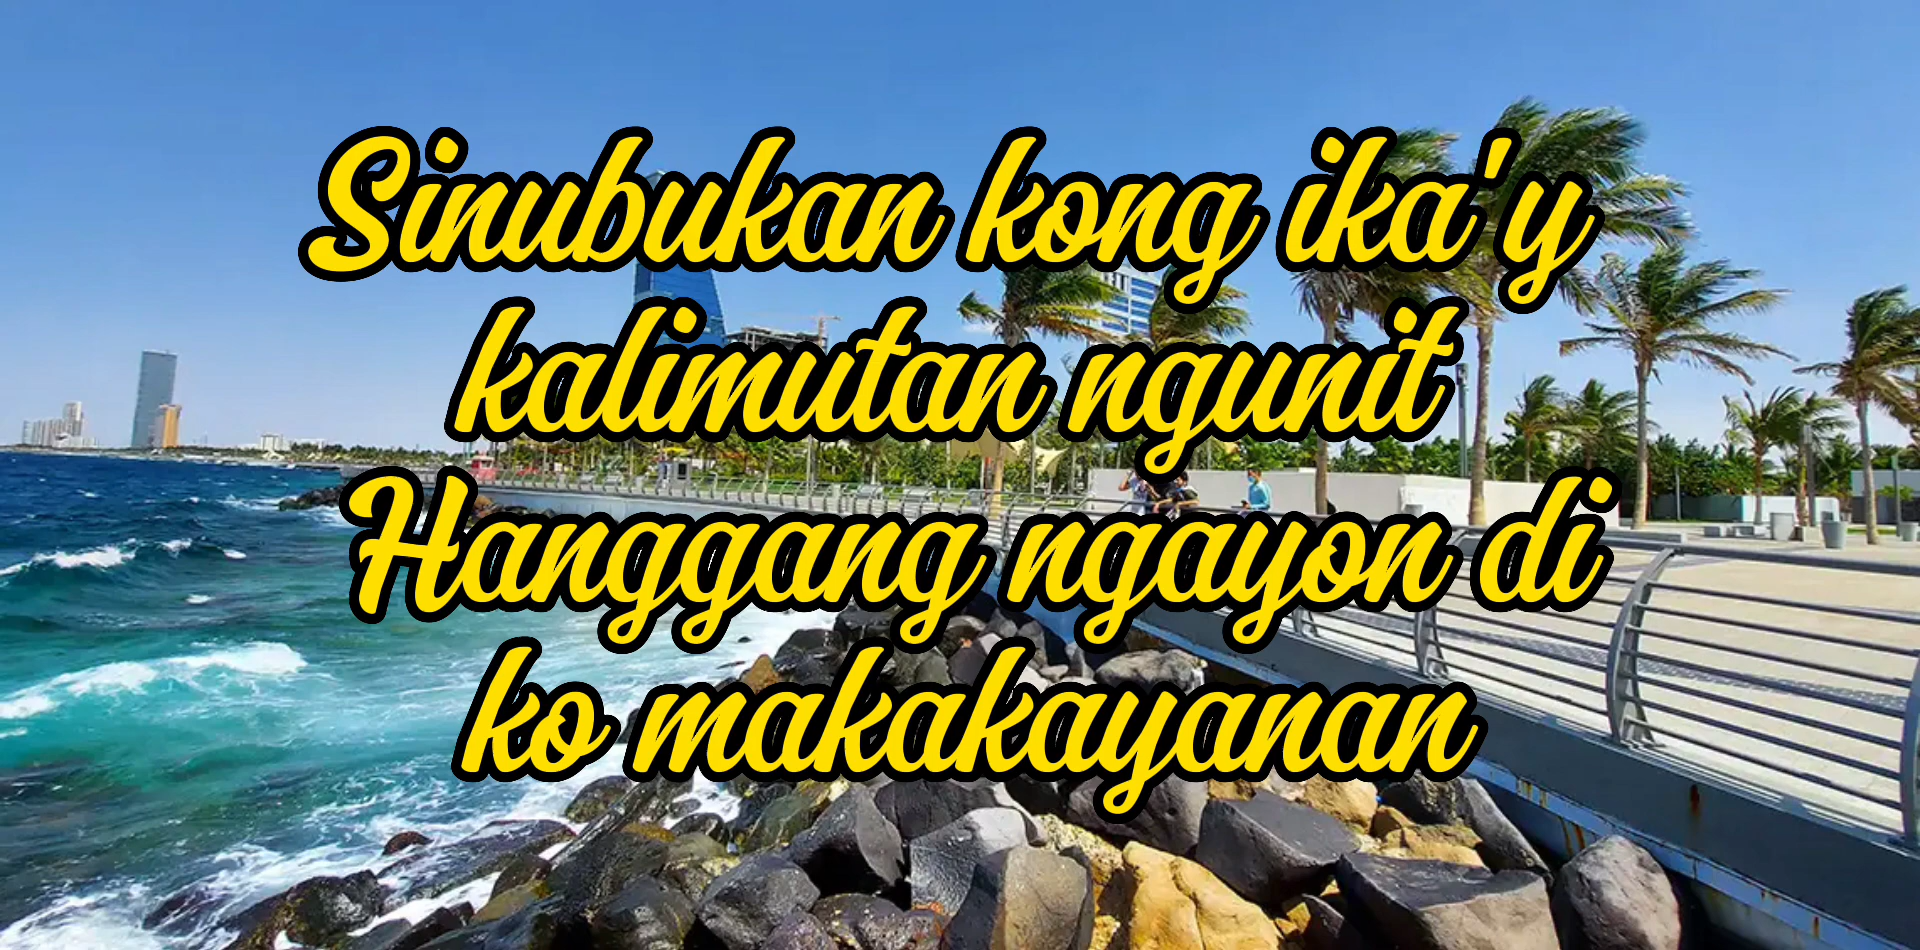 Sinubukan kong ika'y
kalimutan ngunit
Hanggang ngayon di
ko makakayanan